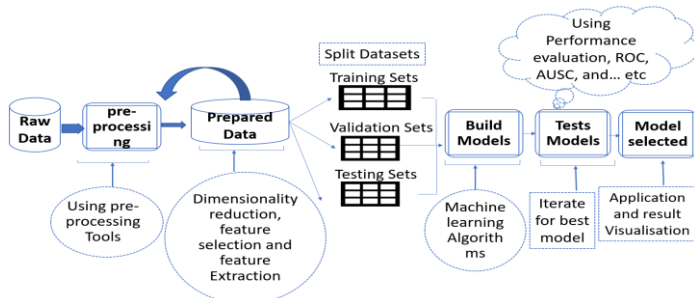 Using
Performance
evaluation, ROC,
AUSC, and... etc
Split Datasets
Training Sets
Raw
Data
pre-
processi
ng
Prepared
Data
Validation Sets
Testing Sets
Build
Models
Tests
Models
Model
selected
Using pre-
processing
Tools
Dimensionality
reduction,
feature
selection and
feature
Extraction
Machine
learning
Algorith
ms
Iterate
for best
model
Application
and result
Visualisation